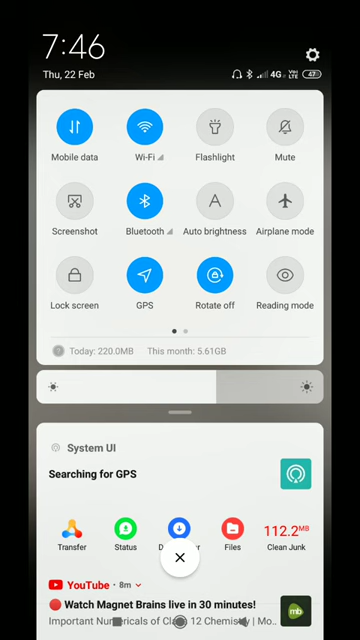 7:46
Thu, 22 Feb
4G
Vo
LTE
47
Mobile data
Wi-Fi
Flashlight
Mute
Screenshot
Bluetooth
Auto brightness
Airplane mode
Lock screen
GPS
Rotate off
Reading mode
Today: 220.0MB
This month: 5.61GB
System UI
Searching for GPS
112.2MB
Transfer
Status
Files
Clean Junk
YouTube · 8m
Watch Magnet Brains live in 30 minutes!
Important Numericals of Class 12 Chemistry | Mo..
mb